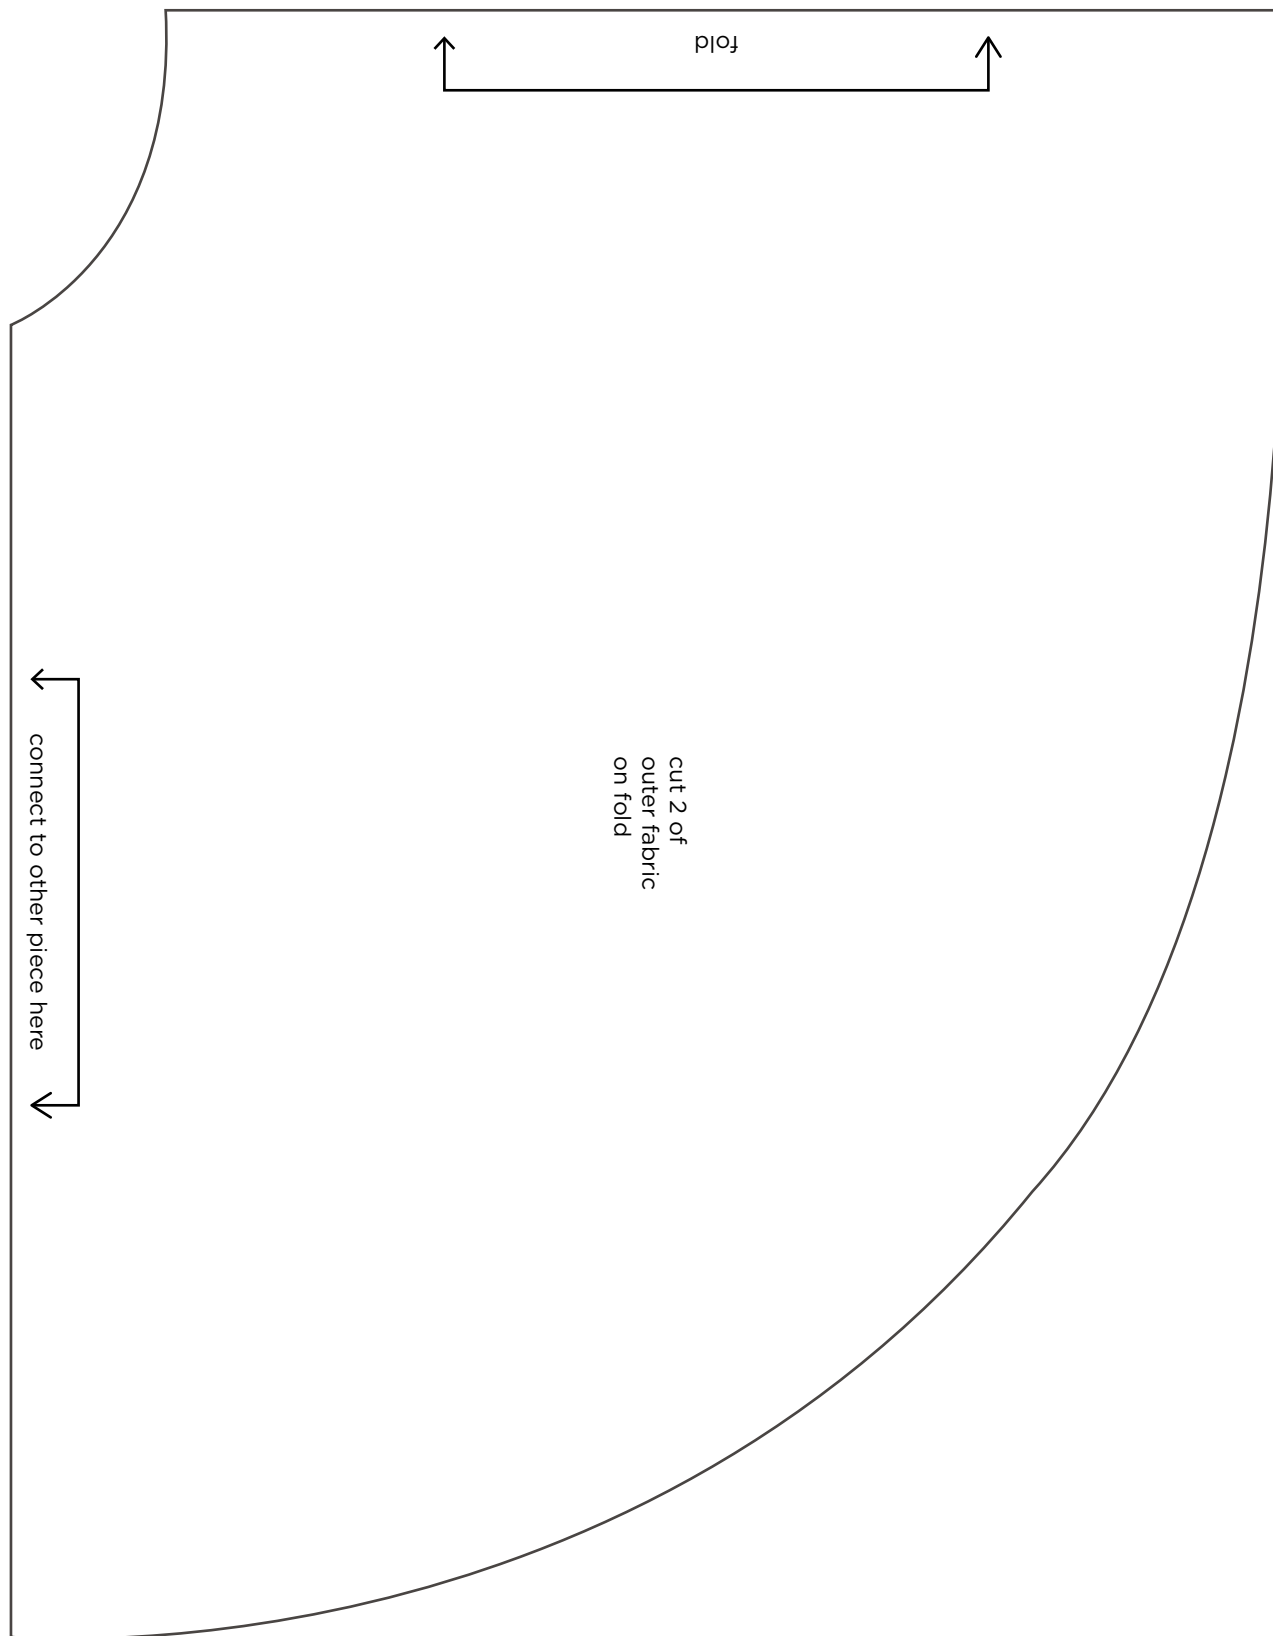 fold
connect to other piece here
cut 2 of
outer fabric
on fold